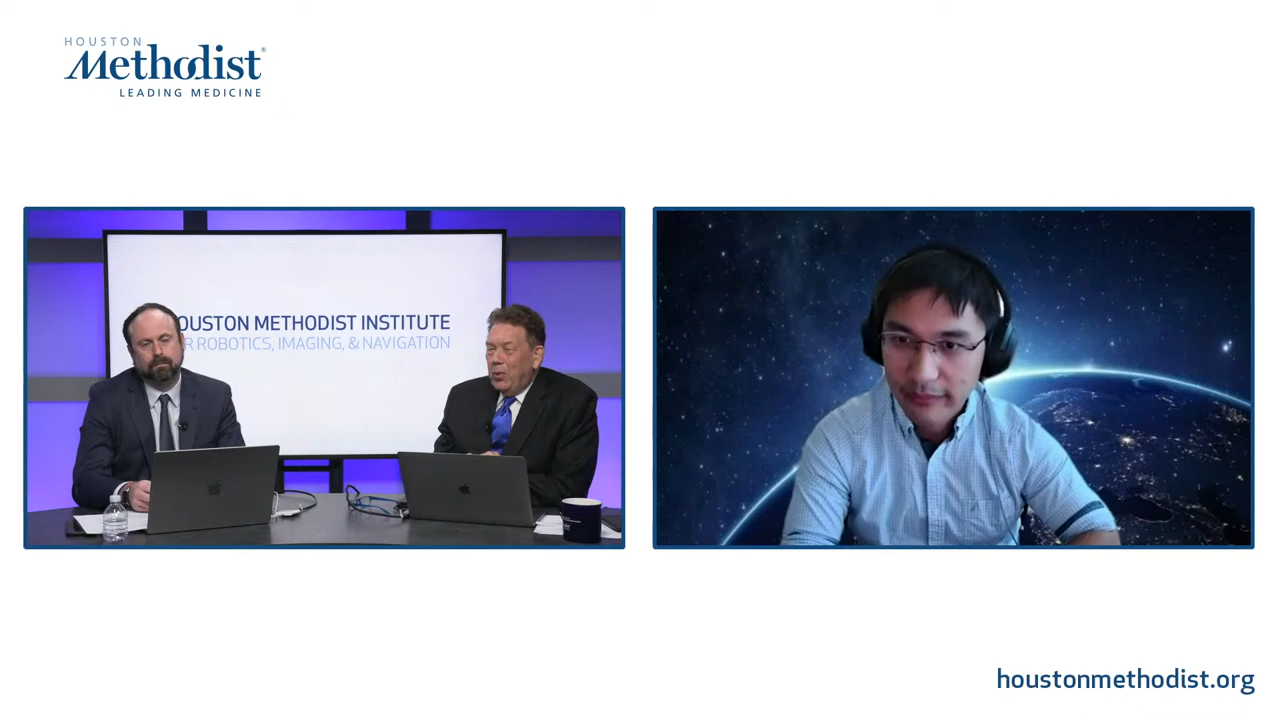 HOUSTON
Methodist®
LEADING MEDICINE
OUSTON METHODIST INSTITUTE
R ROBOTICS, IMAGING, & NAVIGATION
houstonmethodist.org